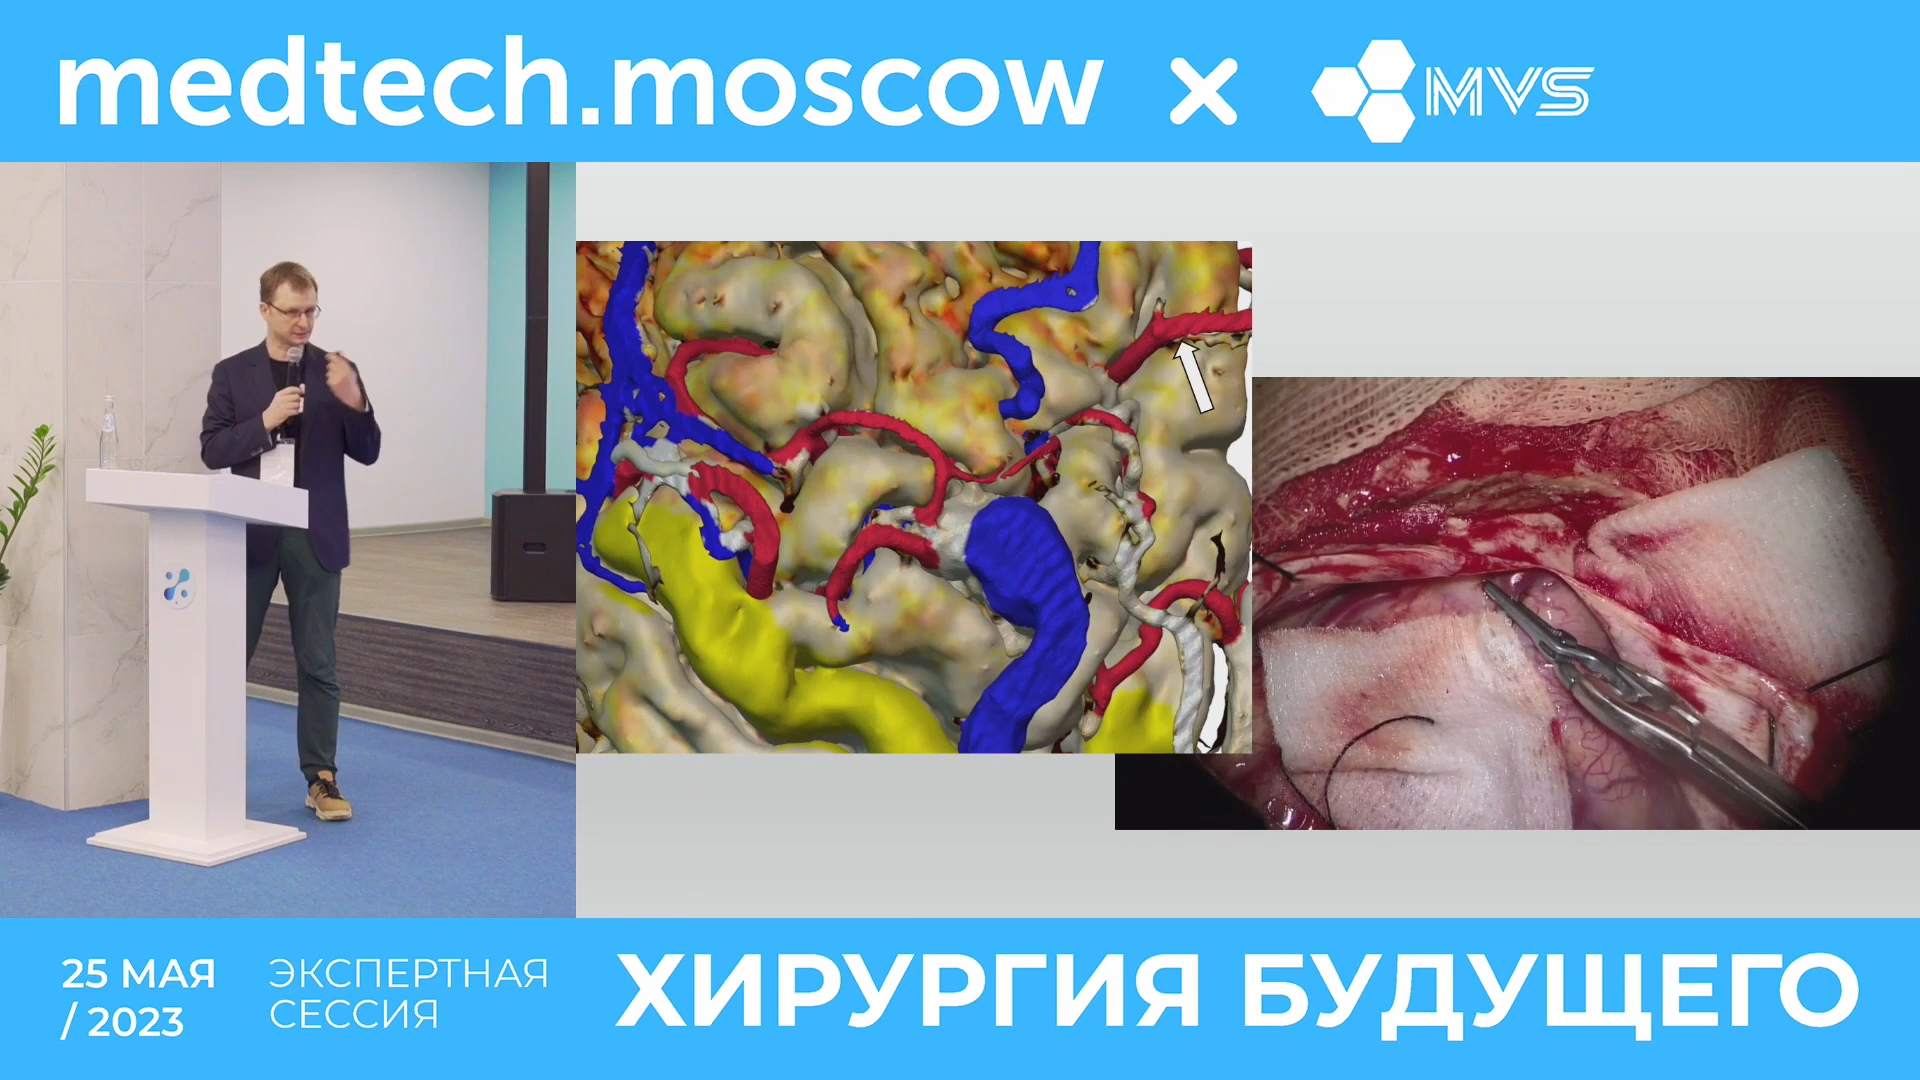 medtech.moscow × MVS
25 МАЯ
/ 2023
ЭКСПЕРТНАЯ
СЕССИЯ
ХИРУРГИЯ БУДУЩЕГО